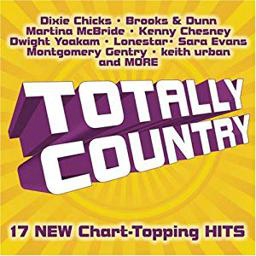 Dixie Chicks • Brooks & Dunn
Martina McBride • Kenny Chesney
Dwight Yoakam • Lonestar • Sara Evans
Montgomery Gentry • keith urban
and MORE
TOTALLY
COUNTRY
17 NEW Chart-Topping HITS